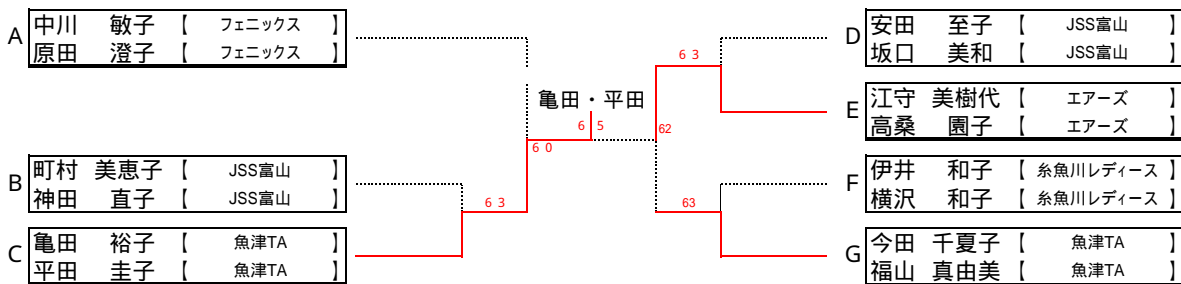 A 中川 敏子 【 フェニックス 】
原田 澄子 【 フェニックス 】
B 町村 美恵子 【 JSS富山 】
神田 直子 【 JSS富山 】
C 亀田 裕子 【 魚津TA 】
平田 圭子 【 魚津TA 】
6 3
6 0
亀田・平田
6 5
6 3
62
63
D 安田 至子 【 JSS富山 】
坂口 美和 【 JSS富山 】
E 江守 美樹代 【 エアーズ 】
高桑 園子 【 エアーズ 】
F 伊井 和子 【 糸魚川レディース 】
横沢 和子 【 糸魚川レディース 】
G 今田 千夏子 【 魚津TA 】
福山 真由美 【 魚津TA 】